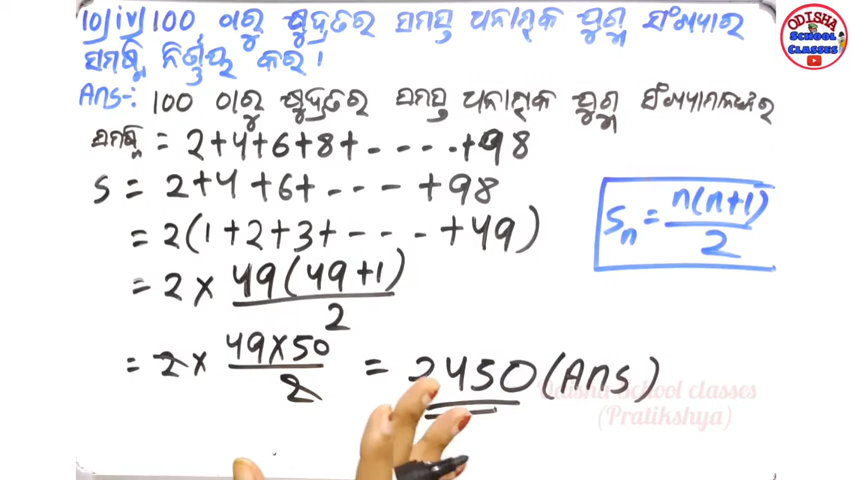 10/iv/ 100 ଠାରୁ କ୍ଷୁଦ୍ରତର ସମସ୍ତ ଧନାତ୍ମକ ଯୁଗ୍ମ ସଂଖ୍ୟାର
ସମଷ୍ଟି ନିର୍ଣ୍ଣୟ କର ।
Ans-: 100 ଠାରୁ କ୍ଷୁଦ୍ରତର ସମସ୍ତ ଧନାତ୍ମକ ଯୁଗ୍ମ ସଂଖ୍ୟାମାନଙ୍କର
ସମଷ୍ଟି = 2+4+6+8+-----+98
S = 2+4+6+---- +98
= 2(1+2+3+---- +49)
= 2 × 49(49+1)/2
= 2 × 49×50/2 = 2450 (Ans)
Sn = n(n+1)/2
ODISHA
SCHOOL
CLASSES
Odisha School classes
(Pratikshya)